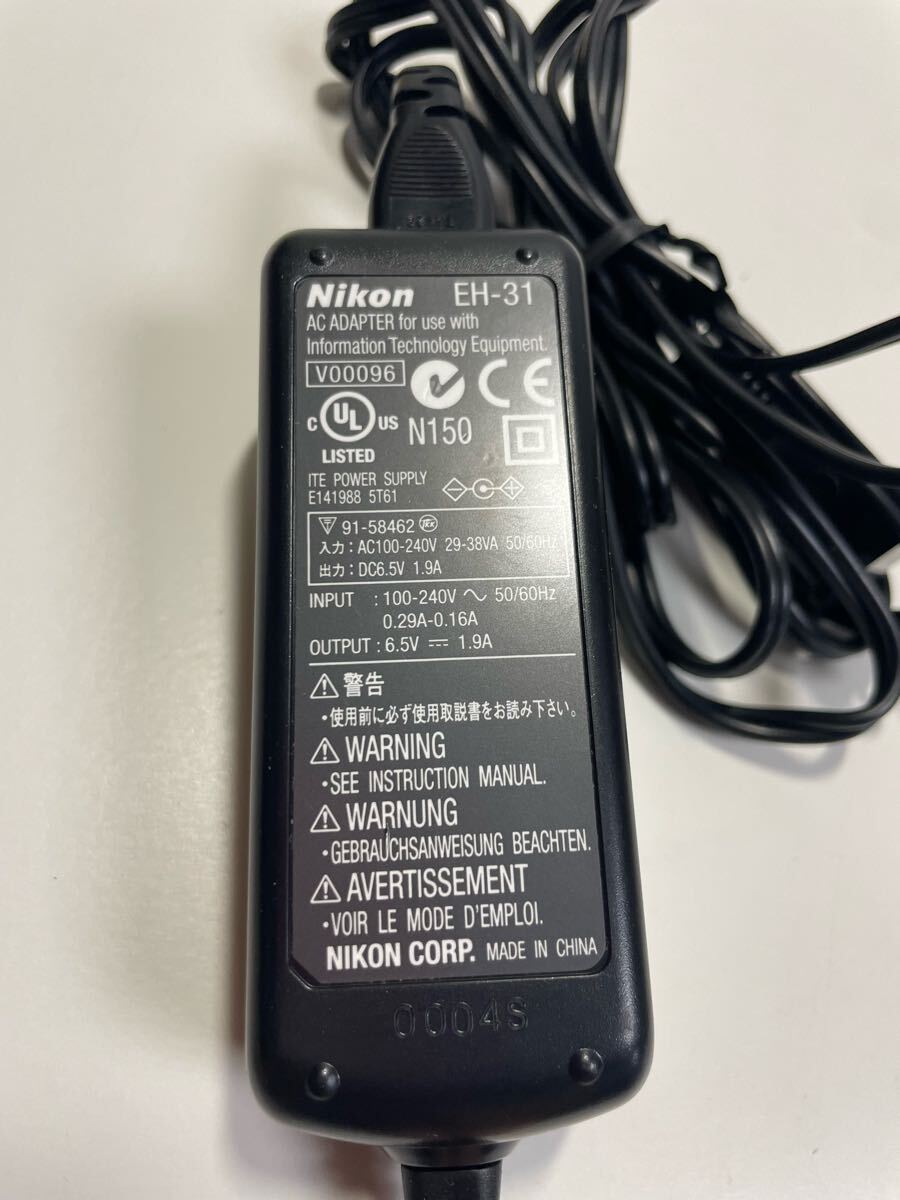 Nikon EH-31
AC ADAPTER for use with
Information Technology Equipment.
V00096
CE
C UL US
LISTED
N150
ITE POWER SUPPLY
E141988 5T61
91-58462
入力：AC100-240V 29-38VA 50/60Hz
出力：DC6.5V 1.9A
INPUT : 100-240V ～ 50/60Hz
0.29A-0.16A
OUTPUT : 6.5V ⎓ 1.9A
⚠ 警告
・使用前に必ず使用取説書をお読み下さい。
⚠ WARNING
・SEE INSTRUCTION MANUAL.
⚠ WARNUNG
・GEBRAUCHSANWEISUNG BEACHTEN.
⚠ AVERTISSEMENT
・VOIR LE MODE D'EMPLOI.
NIKON CORP. MADE IN CHINA
0004S